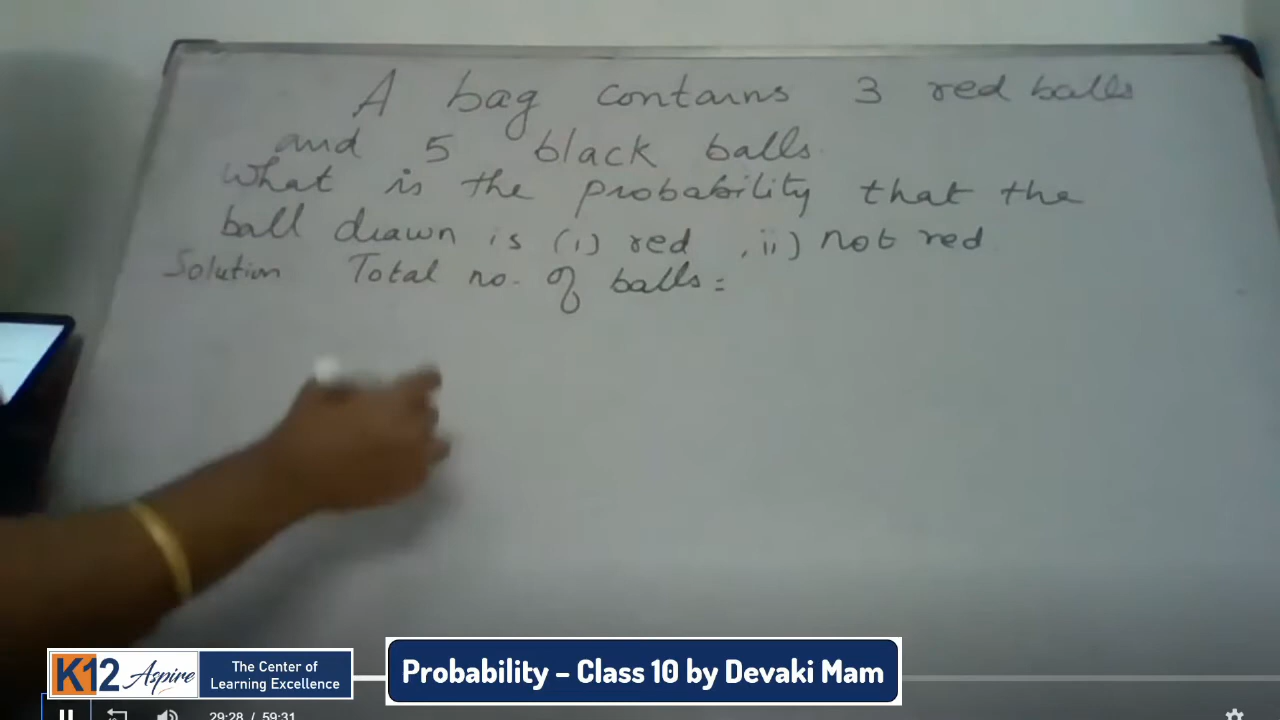 A bag contains 3 red balls
and 5 black balls.
What is the probability that the
ball drawn is (i) red , ii) not red
Solution Total no. of balls =
K12 Aspire
The Center of
Learning Excellence
Probability – Class 10 by Devaki Mam
29:28 / 59:31